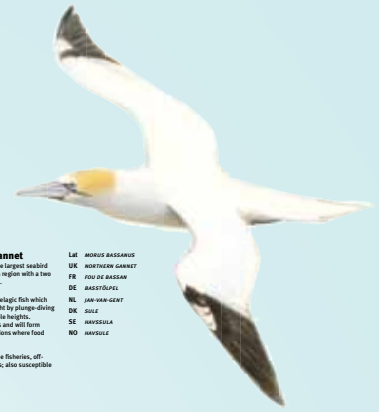 annet
e largest seabird
region with a two
elagic fish which
ht by plunge-diving
le heights.
s and will form
ions where food
e fisheries, off-
s; also susceptible
Lat MORUS BASSANUS
UK NORTHERN GANNET
FR FOU DE BASSAN
DE BASSTÖLPEL
NL JAN-VAN-GENT
DK SULE
SE HAVSSULA
NO HAVSULE